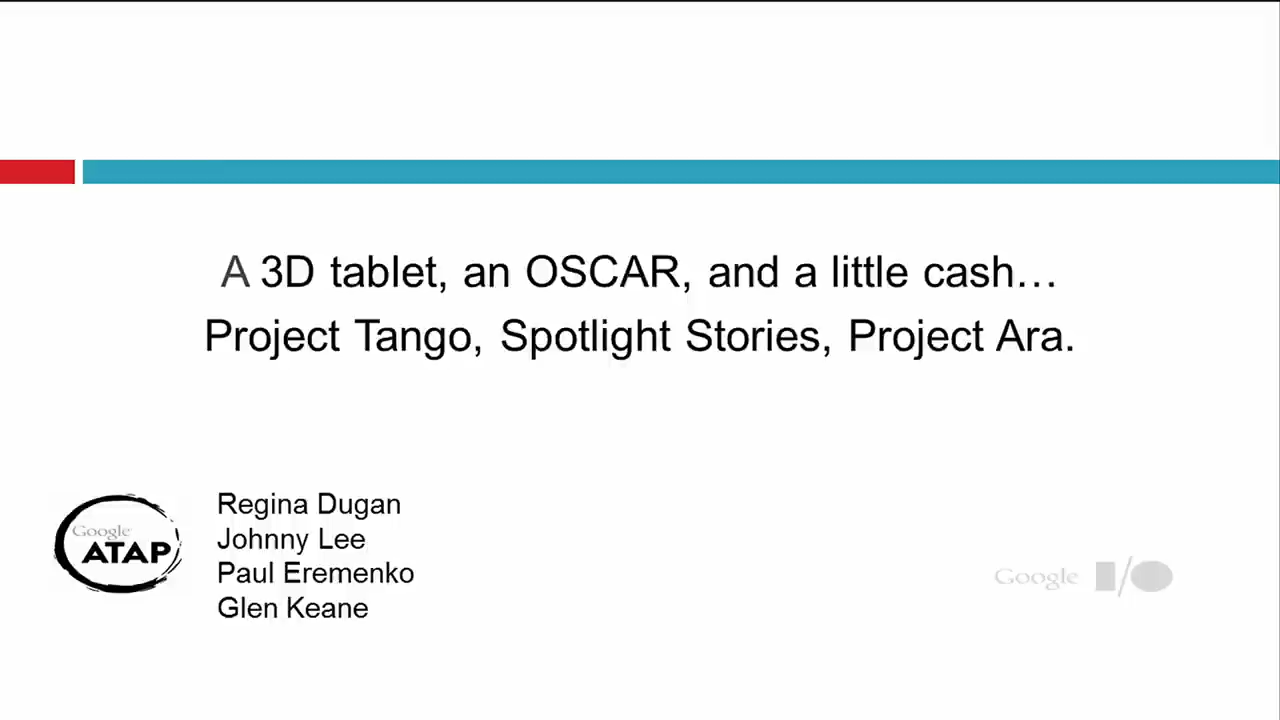 A 3D tablet, an OSCAR, and a little cash…
Project Tango, Spotlight Stories, Project Ara.
Google
ATAP
Regina Dugan
Johnny Lee
Paul Eremenko
Glen Keane
Google I/O